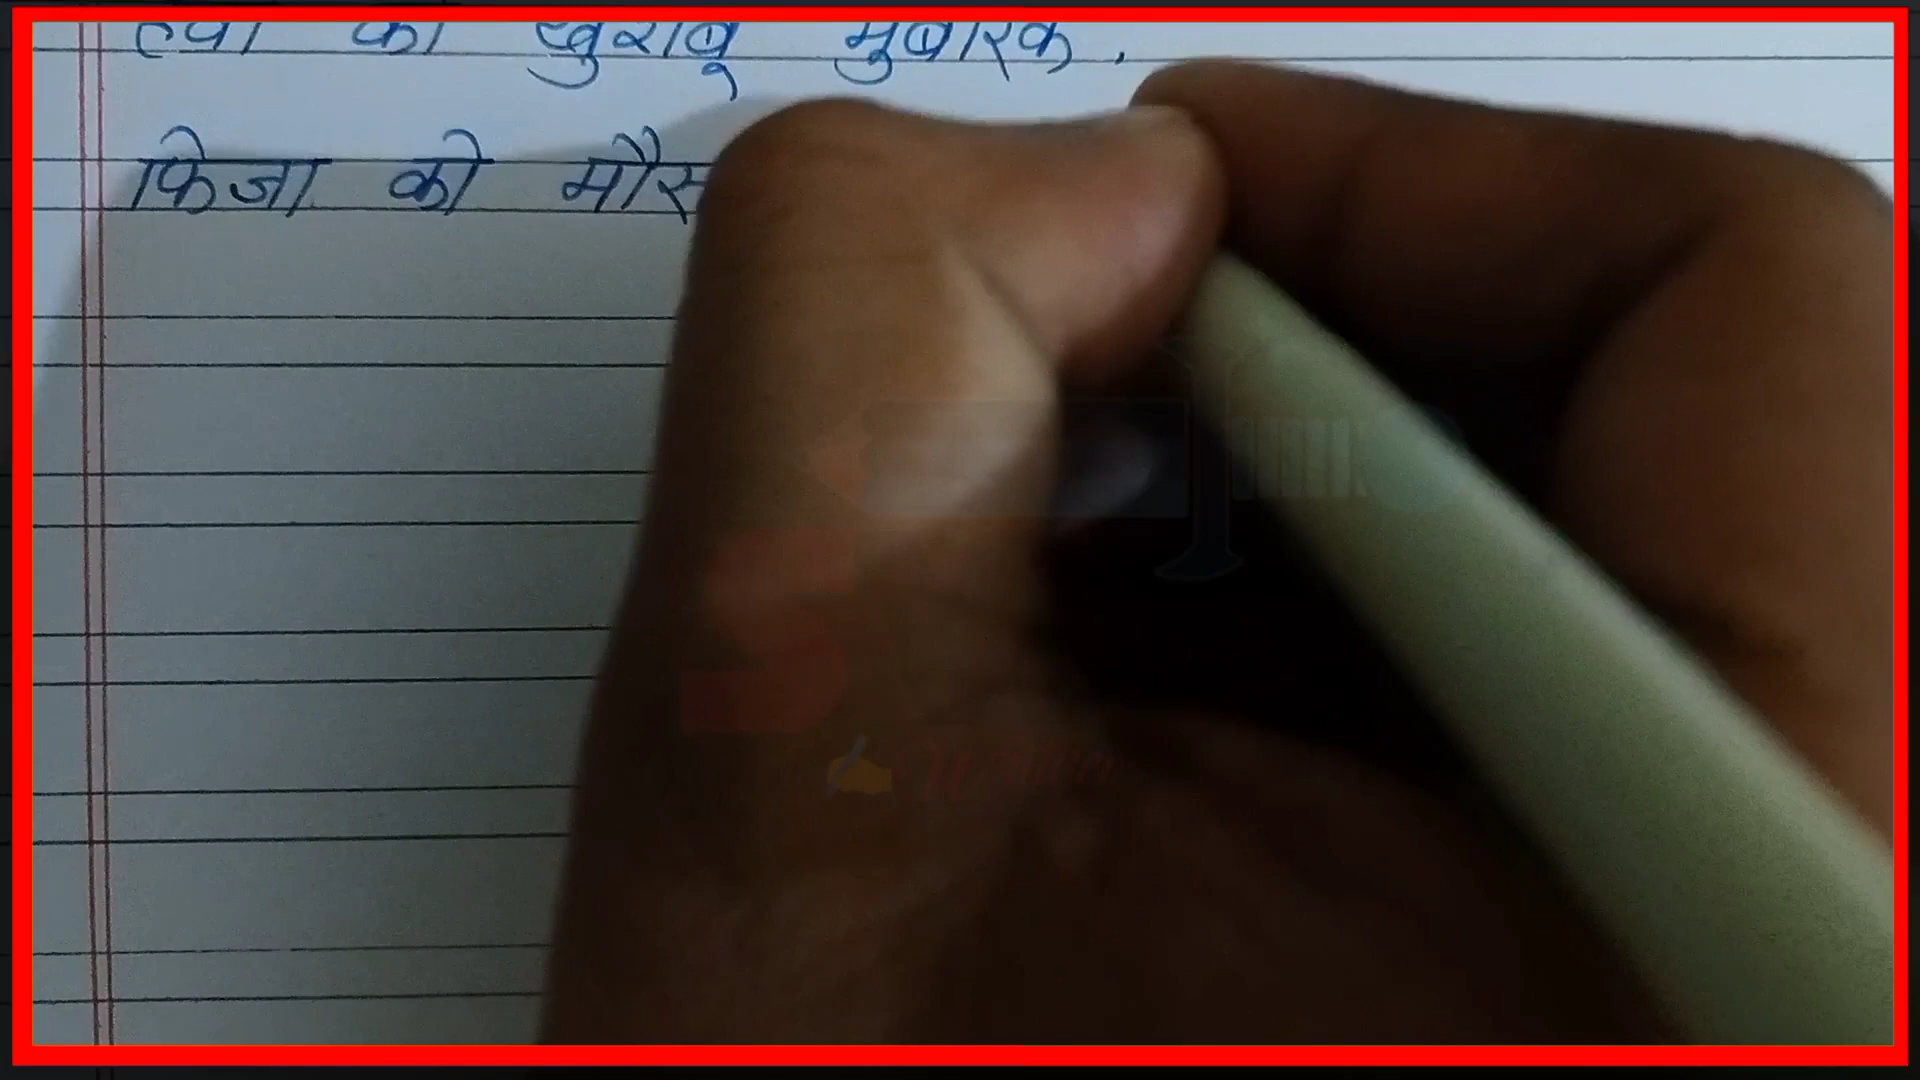 हवा को खुशबू मुबारक,
फिजा को मौस